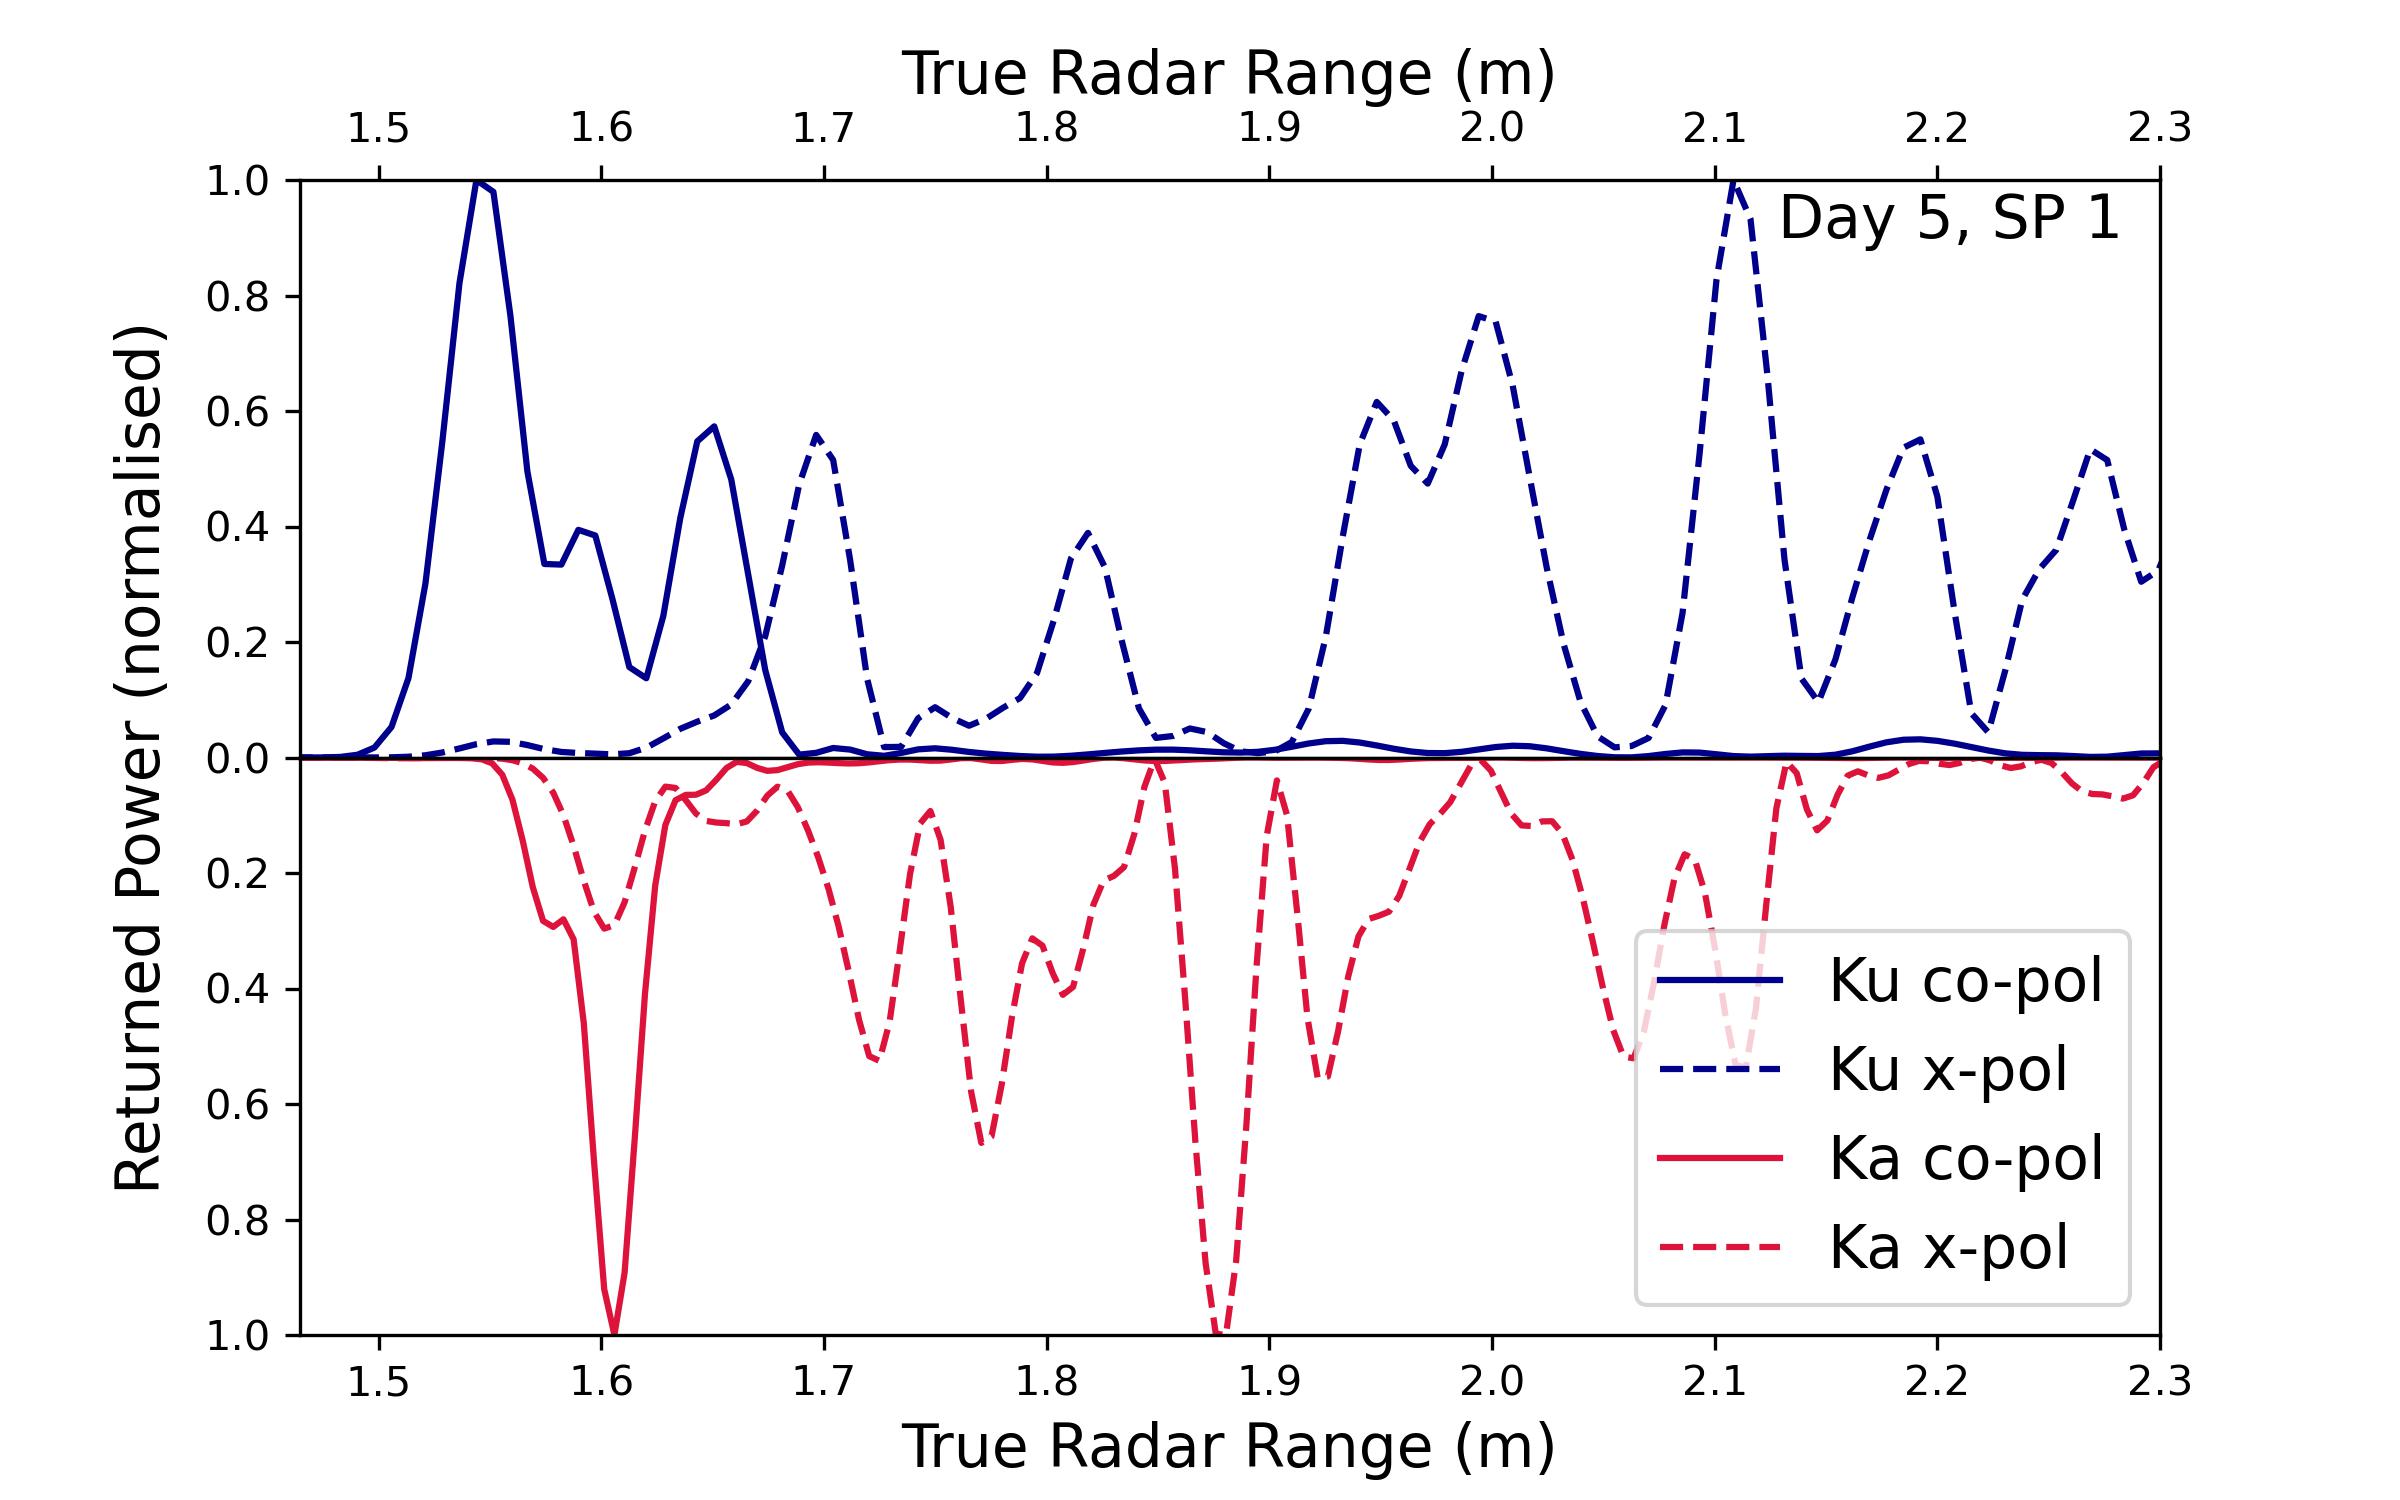 True Radar Range (m)
1.5 1.6 1.7 1.8 1.9 2.0 2.1 2.2 2.3
Day 5, SP 1
Returned Power (normalised)
1.0
0.8
0.6
0.4
0.2
0.0
0.2
0.4
0.6
0.8
1.0
Ku co-pol
Ku x-pol
Ka co-pol
Ka x-pol
1.5 1.6 1.7 1.8 1.9 2.0 2.1 2.2 2.3
True Radar Range (m)